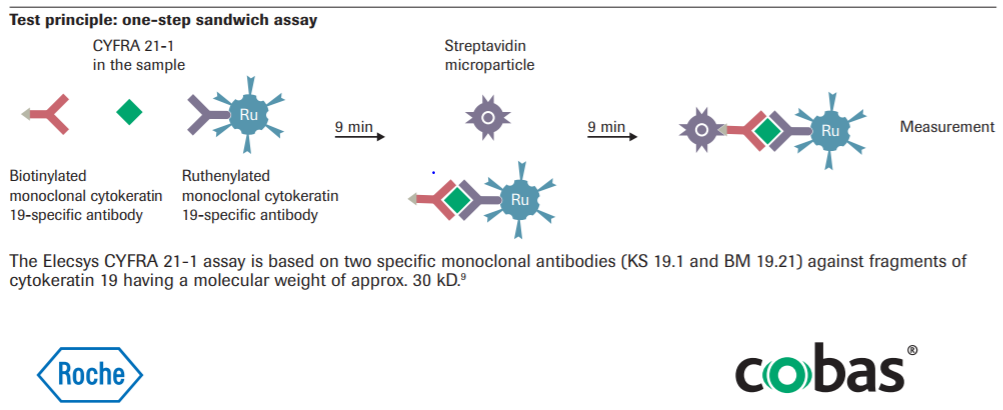 Test principle: one-step sandwich assay
CYFRA 21-1
in the sample
Streptavidin
microparticle
Ru
9 min
9 min
Ru
Measurement
Biotinylated
monoclonal cytokeratin
19-specific antibody
Ruthenylated
monoclonal cytokeratin
19-specific antibody
Ru
The Elecsys CYFRA 21-1 assay is based on two specific monoclonal antibodies (KS 19.1 and BM 19.21) against fragments of
cytokeratin 19 having a molecular weight of approx. 30 kD.⁹
Roche
cobas®